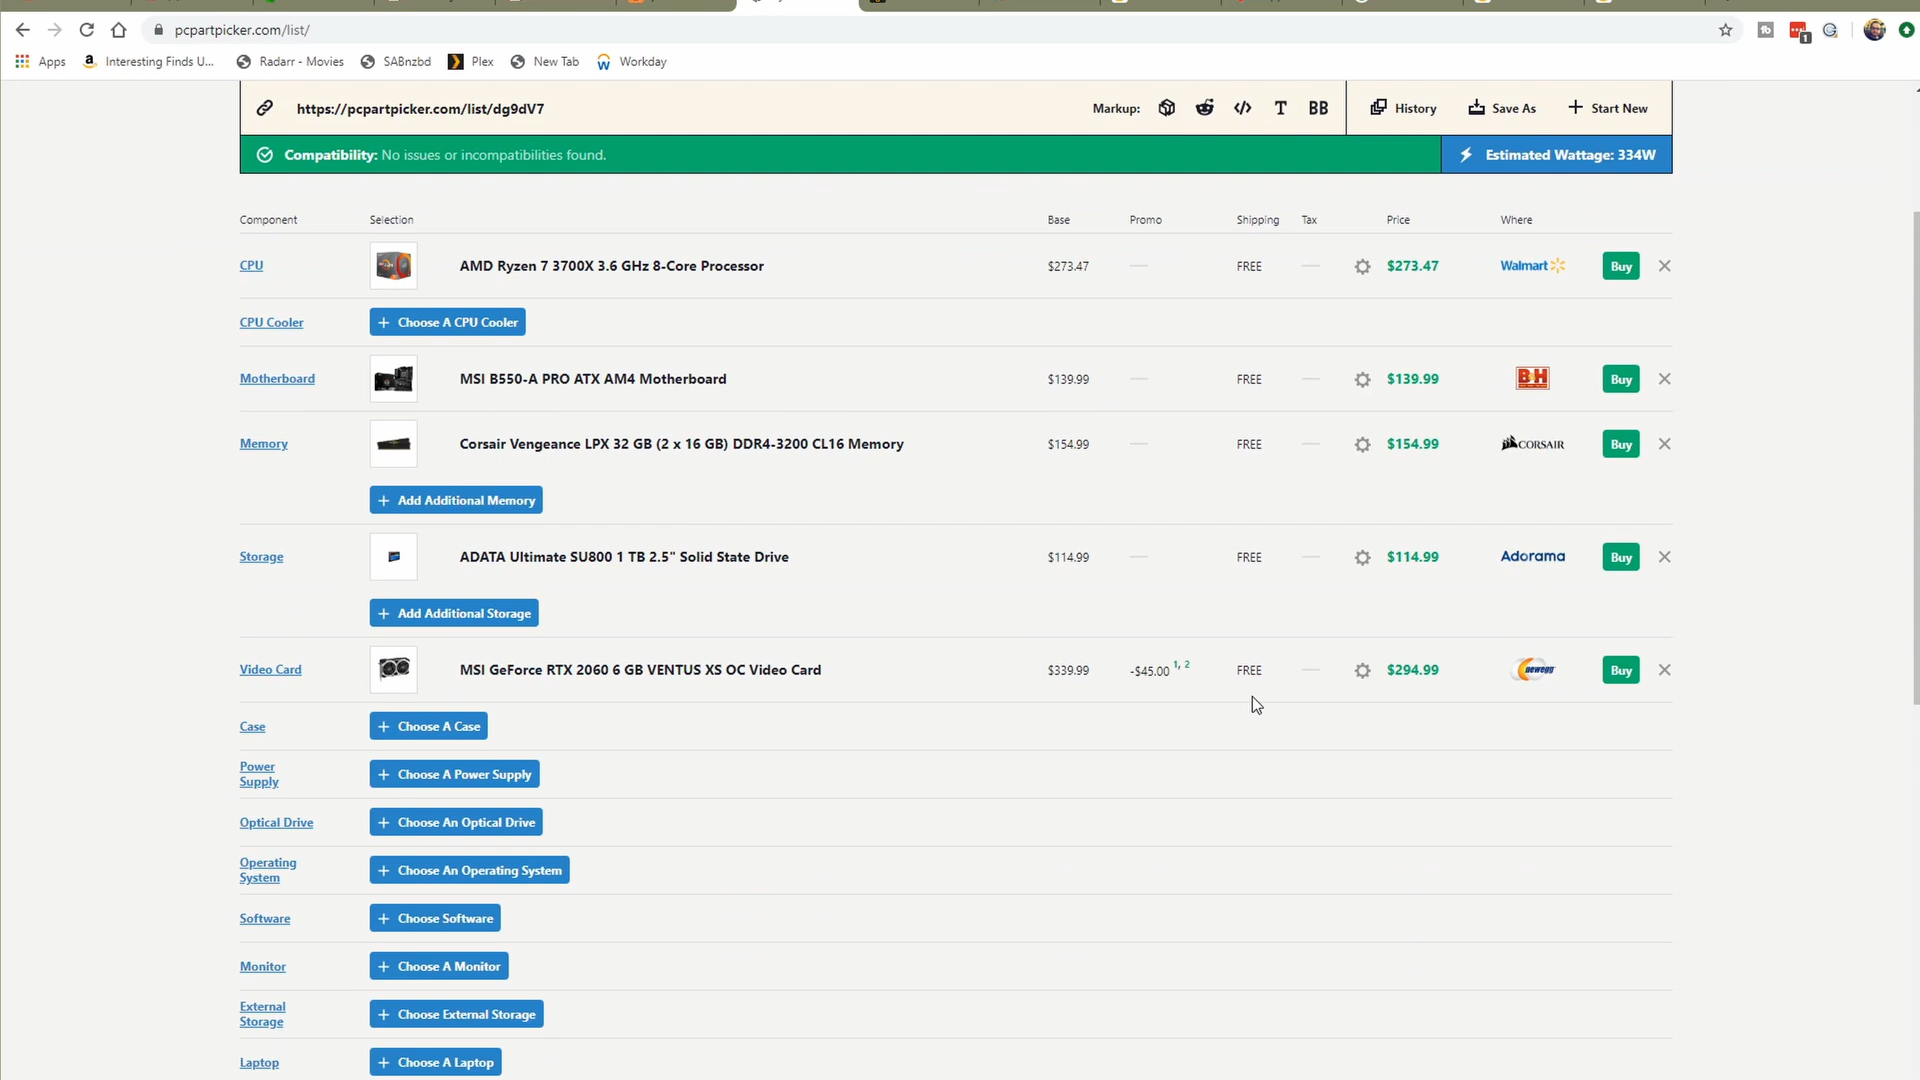 pcpartpicker.com/list/
Apps Interesting Finds U... Radarr - Movies SABnzbd Plex New Tab Workday
https://pcpartpicker.com/list/dg9dV7 Markup: T BB History Save As + Start New
Compatibility: No issues or incompatibilities found. Estimated Wattage: 334W
Component Selection Base Promo Shipping Tax Price Where
CPU AMD Ryzen 7 3700X 3.6 GHz 8-Core Processor $273.47 — FREE — $273.47 Walmart Buy
CPU Cooler + Choose A CPU Cooler
Motherboard MSI B550-A PRO ATX AM4 Motherboard $139.99 — FREE — $139.99 B&H Buy
Memory Corsair Vengeance LPX 32 GB (2 x 16 GB) DDR4-3200 CL16 Memory $154.99 — FREE — $154.99 CORSAIR Buy
+ Add Additional Memory
Storage ADATA Ultimate SU800 1 TB 2.5" Solid State Drive $114.99 — FREE — $114.99 Adorama Buy
+ Add Additional Storage
Video Card MSI GeForce RTX 2060 6 GB VENTUS XS OC Video Card $339.99 -$45.00 1, 2 FREE — $294.99 newegg Buy
Case + Choose A Case
Power
Supply + Choose A Power Supply
Optical Drive + Choose An Optical Drive
Operating
System + Choose An Operating System
Software + Choose Software
Monitor + Choose A Monitor
External
Storage + Choose External Storage
Laptop + Choose A Laptop